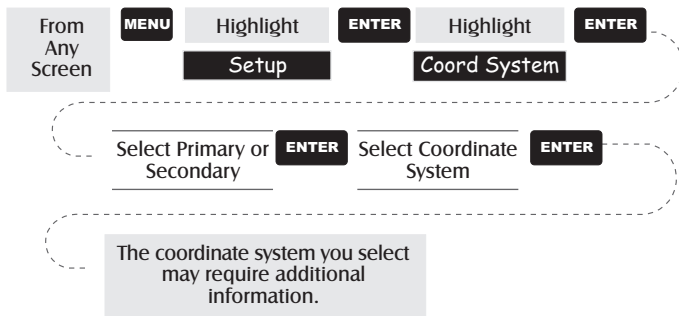 From
Any
Screen
MENU
Highlight
Setup
ENTER
Highlight
Coord System
ENTER
Select Primary or
Secondary
ENTER
Select Coordinate
System
ENTER
The coordinate system you select
may require additional
information.